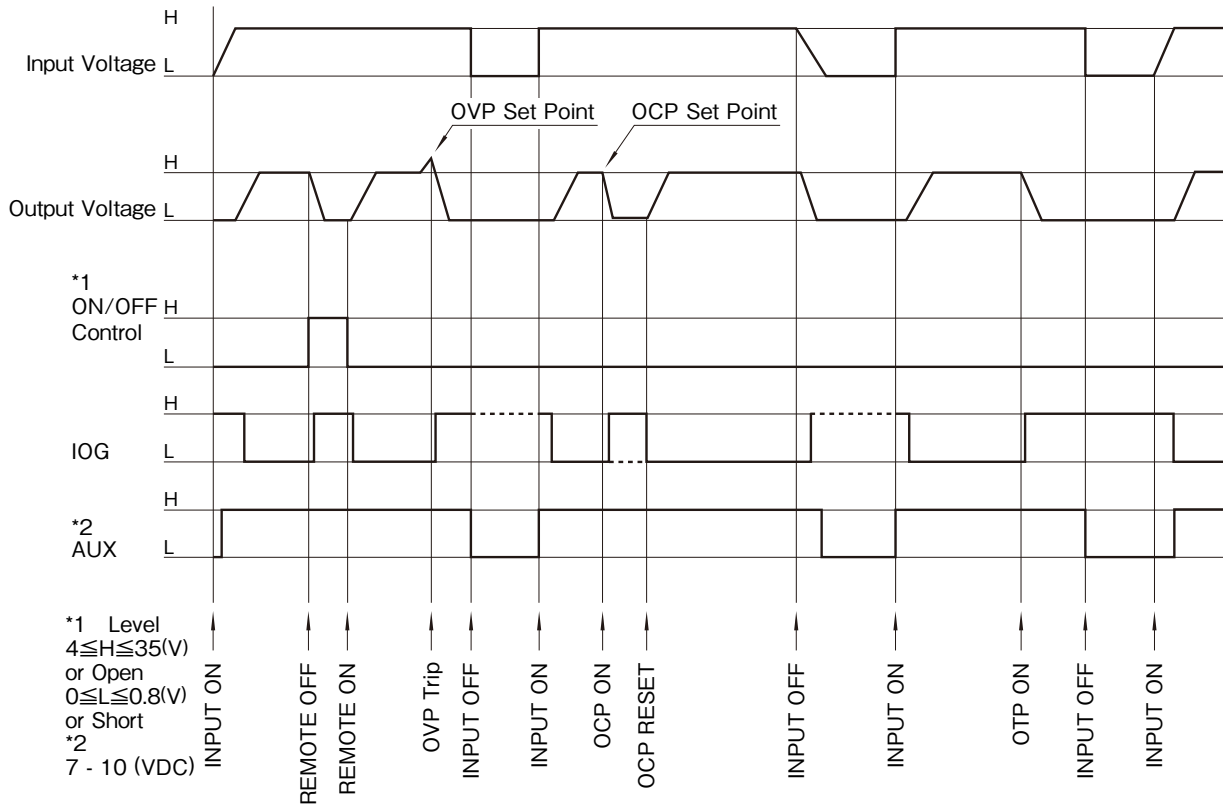 H
Input Voltage L
OVP Set Point
OCP Set Point
H
Output Voltage L
*1
ON/OFF H
Control
L
H
IOG
L
H
*2
AUX
L
*1 Level
4≦H≦35(V)
or Open
0≦L≦0.8(V)
or Short
*2
7 - 10 (VDC)
INPUT ON
REMOTE OFF
REMOTE ON
OVP Trip
INPUT OFF
INPUT ON
OCP ON
OCP RESET
INPUT OFF
INPUT ON
OTP ON
INPUT OFF
INPUT ON